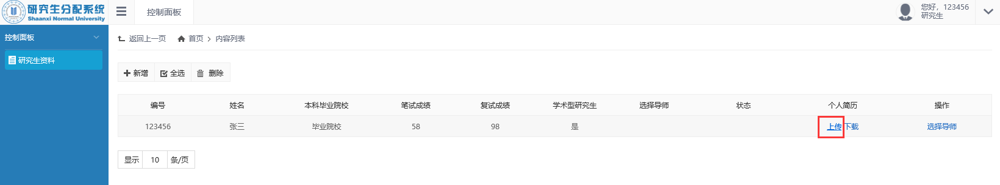 研究生分配系统
Shaanxi Normal University
控制面板
您好，123456
研究生
控制面板
研究生资料
返回上一页 首页 内容列表
新增 全选 删除
编号 姓名 本科毕业院校 笔试成绩 复试成绩 学术型研究生 选择导师 状态 个人简历 操作
123456 张三 毕业院校 58 98 是 上传 下载 选择导师
显示 10 条/页